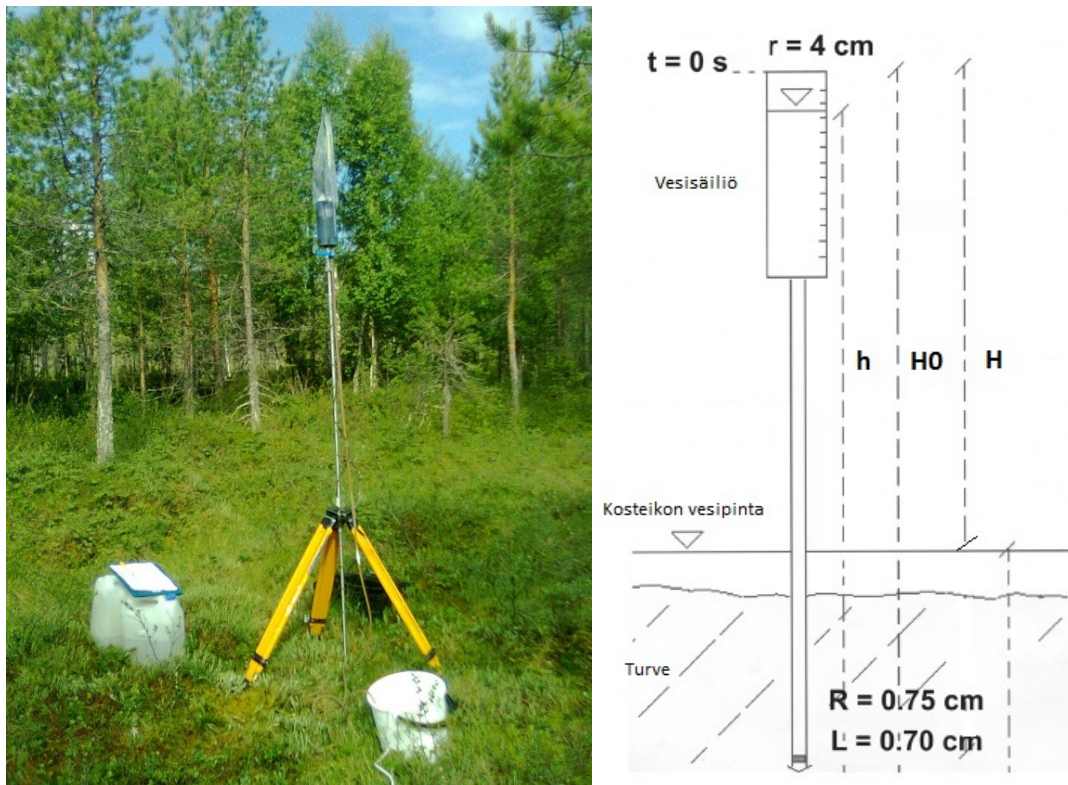 r = 4 cm
t = 0 s
Vesisäiliö
h
H0
H
Kosteikon vesipinta
Turve
R = 0.75 cm
L = 0.70 cm